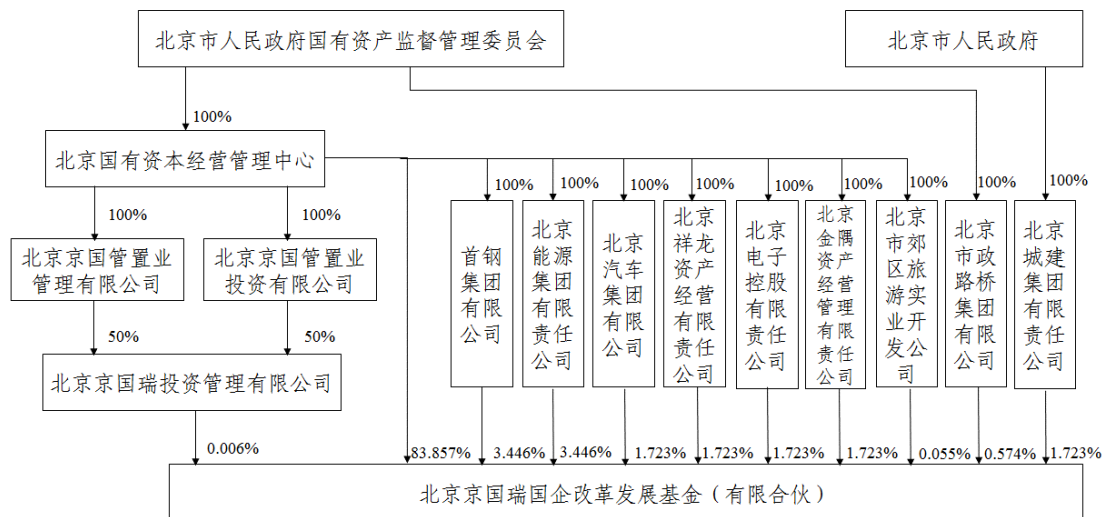 北京市人民政府国有资产监督管理委员会
北京市人民政府
100%
北京国有资本经营管理中心
100%
100%
100%
100%
100%
100%
100%
100%
100%
100%
100%
北京京国管置业
管理有限公司
北京京国管置业
投资有限公司
首钢
集团
有限
公司
北京
能源
集团
有限
责任
公司
北京
汽车
集团
有限
公司
北京
祥龙
资产
经营
有限
责任
公司
北京
电子
控股
有限
责任
公司
北京
金隅
资产
经营
管理
有限
责任
公司
北京
市郊
区旅
游实
业开
发公
司
北京
市政
路桥
集团
有限
公司
北京
城建
集团
有限
责任
公司
50%
50%
北京京国瑞投资管理有限公司
0.006%
83.857%
3.446%
3.446%
1.723%
1.723%
1.723%
1.723%
0.055%
0.574%
1.723%
北京京国瑞国企改革发展基金（有限合伙）